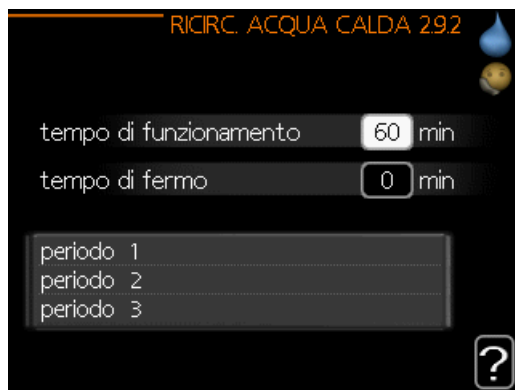 RICIRC. ACQUA CALDA 2.9.2
tempo di funzionamento 60 min
tempo di fermo 0 min
periodo 1
periodo 2
periodo 3
?